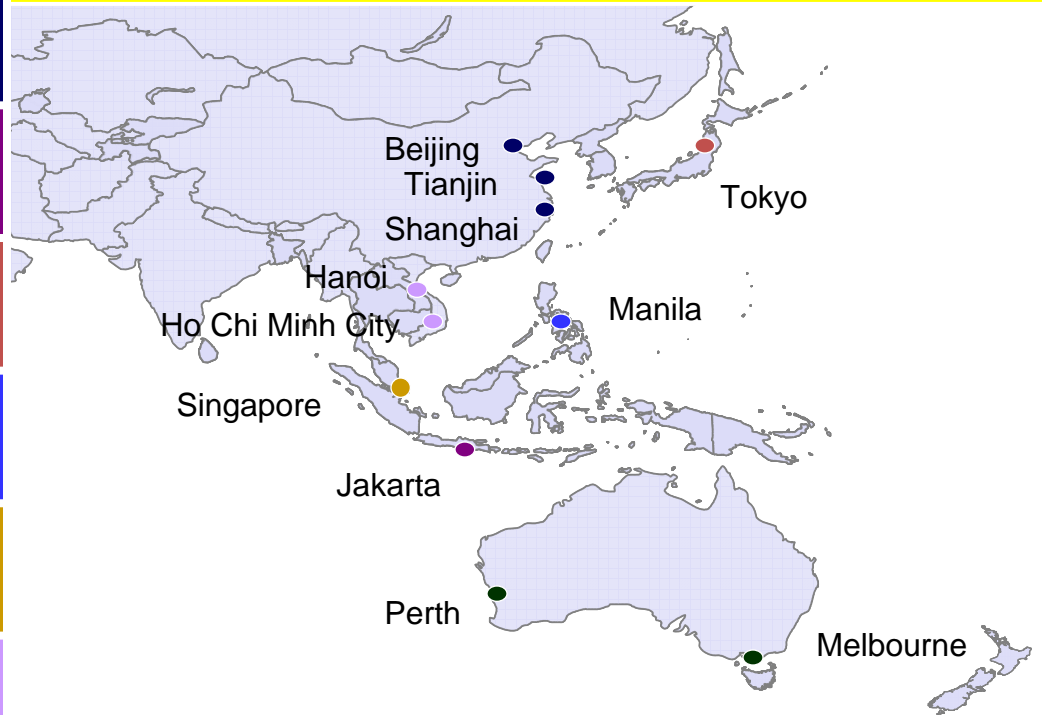 Beijing
Tianjin
Tokyo
Shanghai
Hanoi
Manila
Ho Chi Minh City
Singapore
Jakarta
Perth
Melbourne